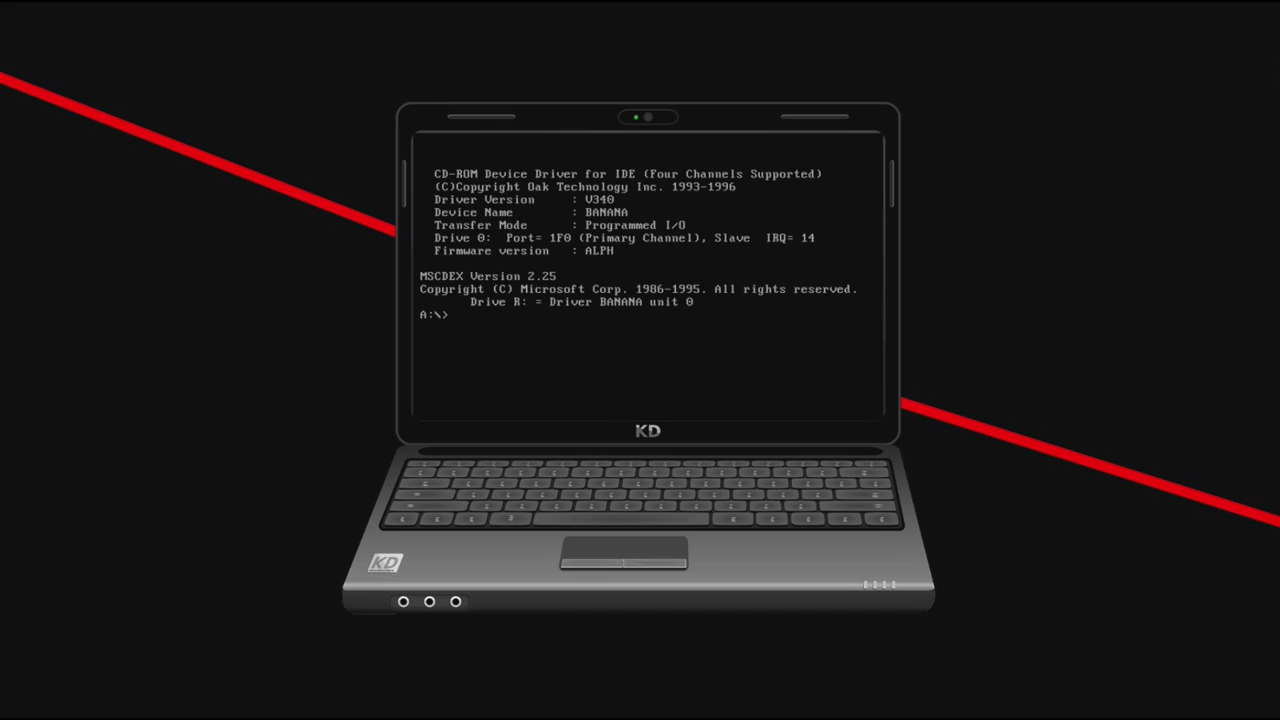 CD-ROM Device Driver for IDE (Four Channels Supported)
(C)Copyright Oak Technology Inc. 1993-1996
Driver Version : V340
Device Name : BANANA
Transfer Mode : Programmed I/O
Drive 0: Port= 1F0 (Primary Channel), Slave IRQ= 14
Firmware version : ALPH
MSCDEX Version 2.25
Copyright (C) Microsoft Corp. 1986-1995. All rights reserved.
Drive R: = Driver BANANA unit 0
A:\>
KD
KD